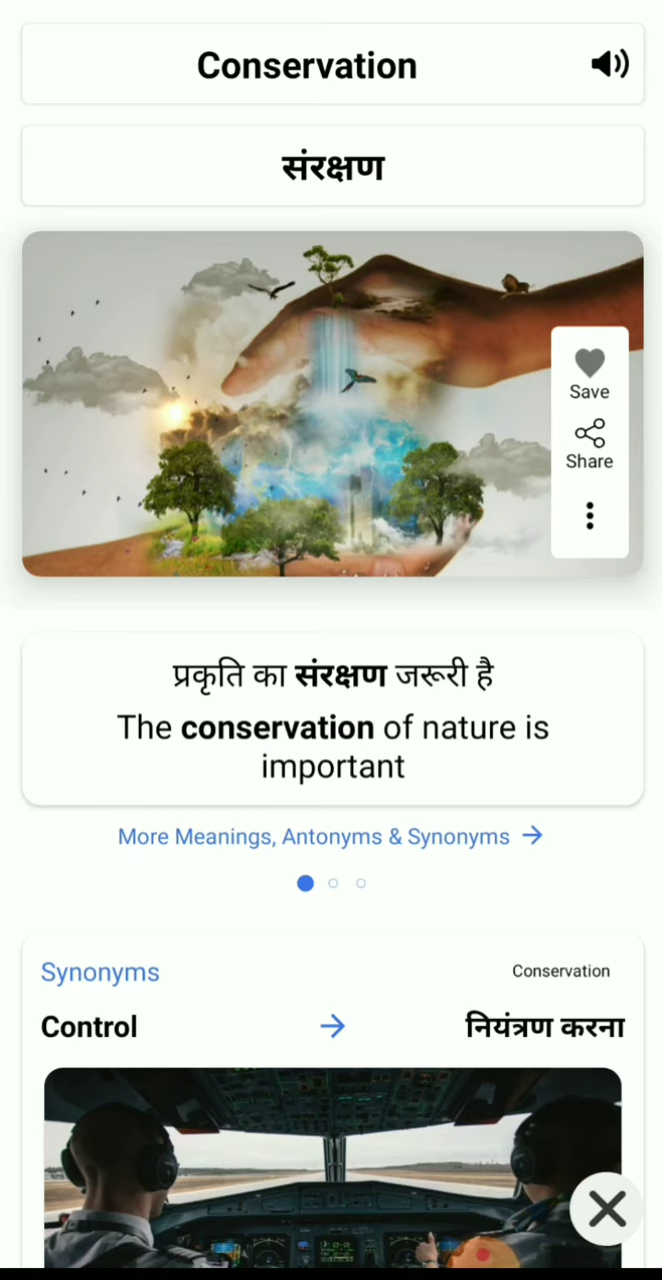 Conservation
संरक्षण
Save
Share
प्रकृति का संरक्षण जरूरी है
The conservation of nature is
important
More Meanings, Antonyms & Synonyms
Synonyms
Conservation
Control
नियंत्रण करना